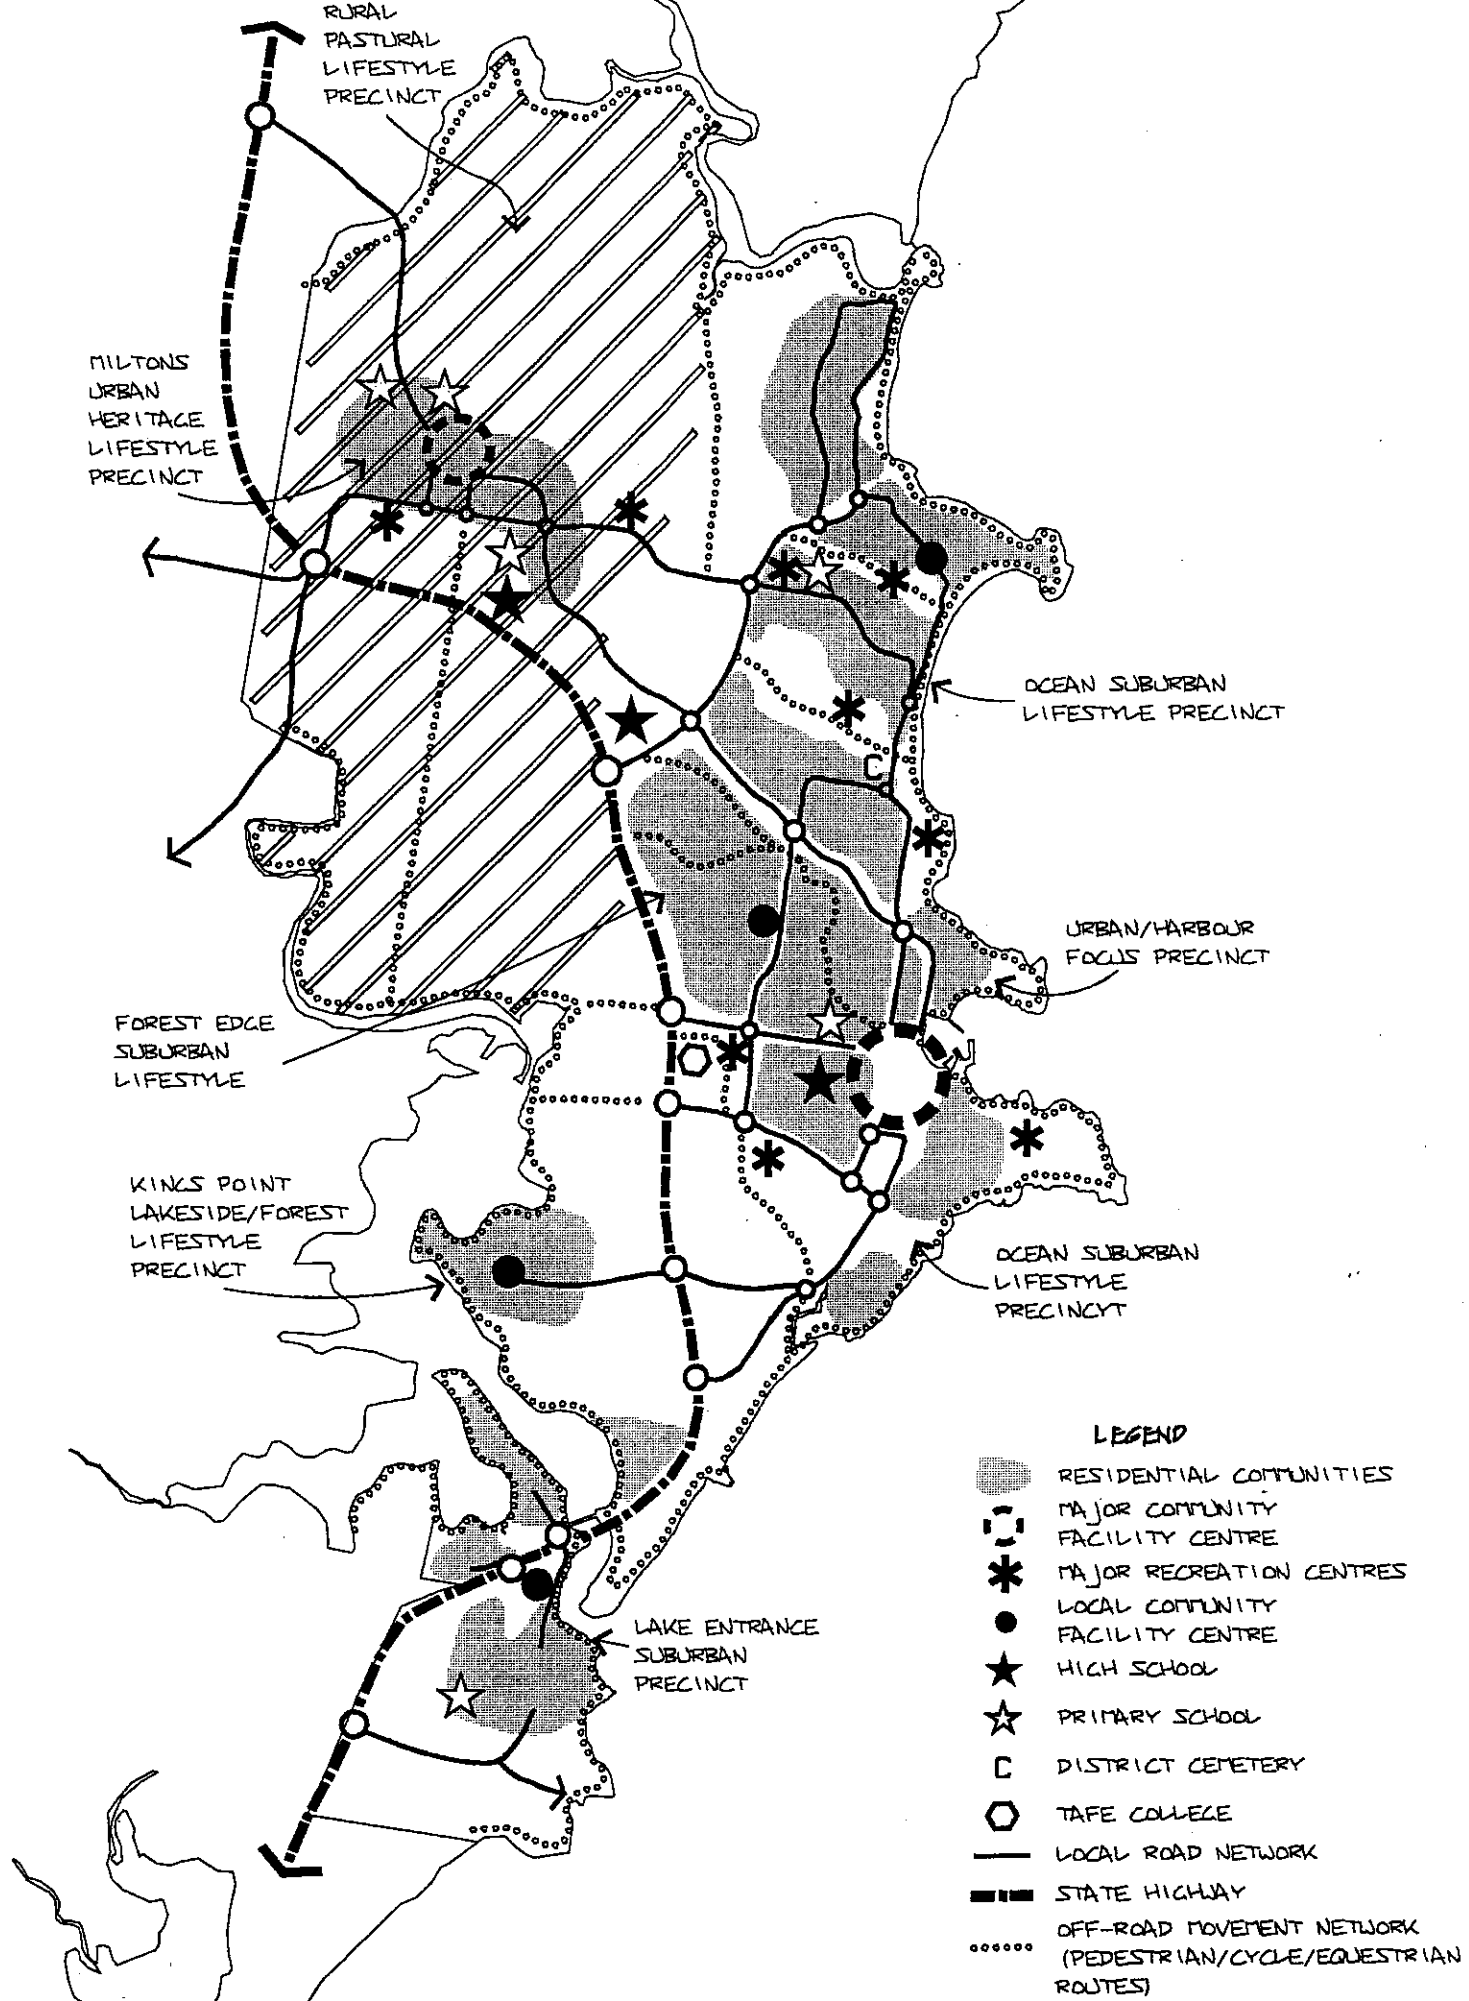 RURAL
PASTURAL
LIFESTYLE
PRECINCT
MILTONS
URBAN
HERITAGE
LIFESTYLE
PRECINCT
OCEAN SUBURBAN
LIFESTYLE PRECINCT
C
URBAN/HARBOUR
FOCUS PRECINCT
FOREST EDGE
SUBURBAN
LIFESTYLE
KINGS POINT
LAKESIDE/FOREST
LIFESTYLE
PRECINCT
OCEAN SUBURBAN
LIFESTYLE
PRECINCYT
LAKE ENTRANCE
SUBURBAN
PRECINCT
LEGEND
RESIDENTIAL COMMUNITIES
MAJOR COMMUNITY
FACILITY CENTRE
MAJOR RECREATION CENTRES
LOCAL COMMUNITY
FACILITY CENTRE
HIGH SCHOOL
PRIMARY SCHOOL
C DISTRICT CEMETERY
TAFE COLLEGE
LOCAL ROAD NETWORK
STATE HIGHWAY
OFF-ROAD MOVEMENT NETWORK
(PEDESTRIAN/CYCLE/EQUESTRIAN
ROUTES)